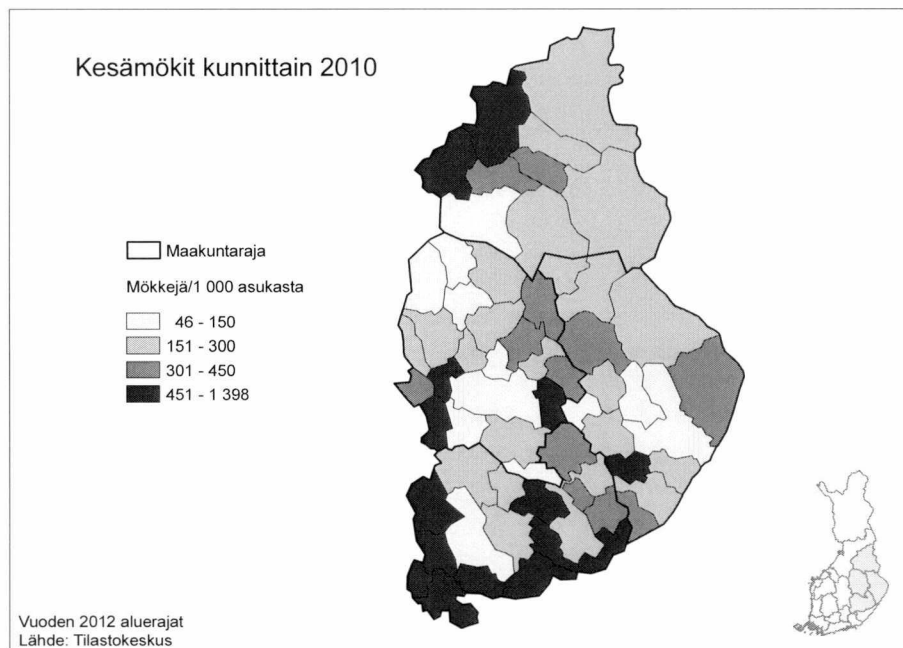 Kesämökit kunnittain 2010
Maakuntaraja
Mökkejä/1 000 asukasta
46 - 150
151 - 300
301 - 450
451 - 1 398
Vuoden 2012 aluerajat
Lähde: Tilastokeskus